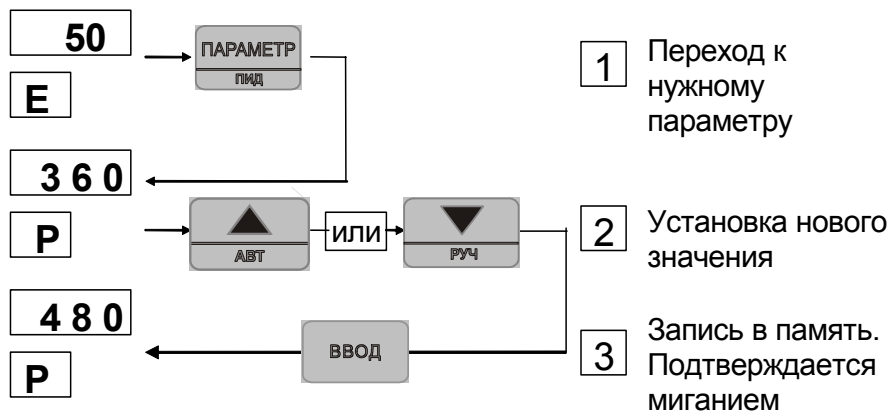 50
ПАРАМЕТР
ПИД
Е
1
Переход к
нужному
параметру
3 6 0
Р
АВТ
ИЛИ
РУЧ
2
Установка нового
значения
4 8 0
Р
ВВОД
3
Запись в память.
Подтверждается
миганием